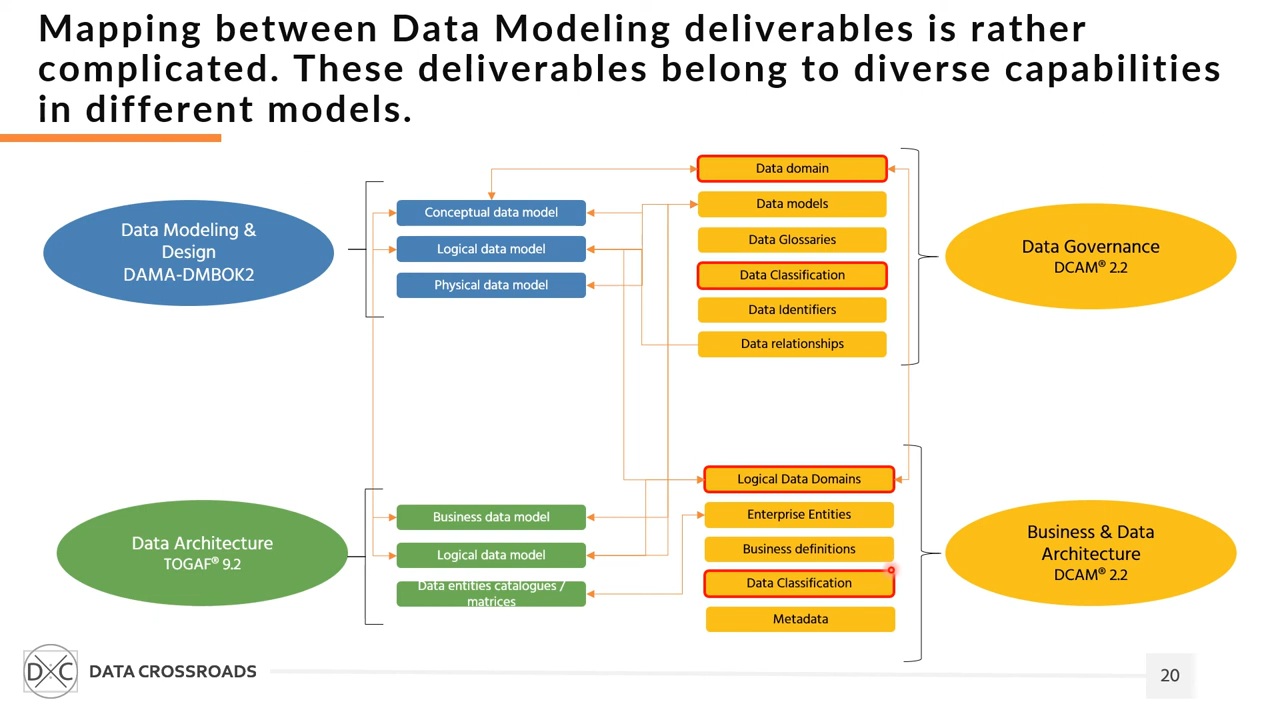 Mapping between Data Modeling deliverables is rather
complicated. These deliverables belong to diverse capabilities
in different models.
Data Modeling &
Design
DAMA-DMBOK2
Conceptual data model
Logical data model
Physical data model
Data domain
Data models
Data Glossaries
Data Classification
Data Identifiers
Data relationships
Data Governance
DCAM® 2.2
Data Architecture
TOGAF® 9.2
Business data model
Logical data model
Data entities catalogues /
matrices
Logical Data Domains
Enterprise Entities
Business definitions
Data Classification
Metadata
Business & Data
Architecture
DCAM® 2.2
DXC DATA CROSSROADS
20